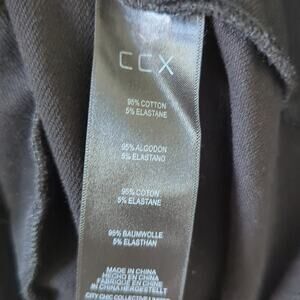 CCX
95% COTTON
5% ELASTANE
95% ALGODON
5% ELASTANO
95% COTON
5% ELASTANE
95% BAUMWOLLE
5% ELASTHAN
MADE IN CHINA
HECHO EN CHINA
FABRIQUÉ EN CHINE
IN CHINA HERGESTELLT
CITY CHIC COLLECTIVE